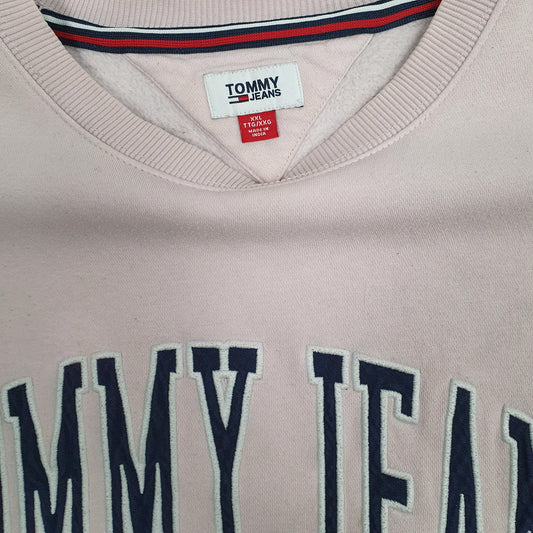 TOMMY
JEANS
XXL
TTG/XXG
MADE IN
INDIA
OMMY JEAN